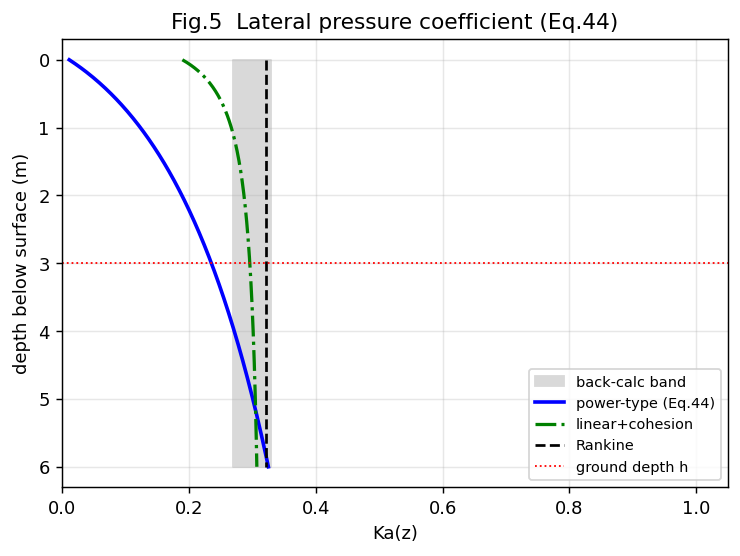 Fig.5  Lateral pressure coefficient (Eq.44)
depth below surface (m)
0
1
2
3
4
5
6
back-calc band
power-type (Eq.44)
linear+cohesion
Rankine
ground depth h
0.0 0.2 0.4 0.6 0.8 1.0
Ka(z)